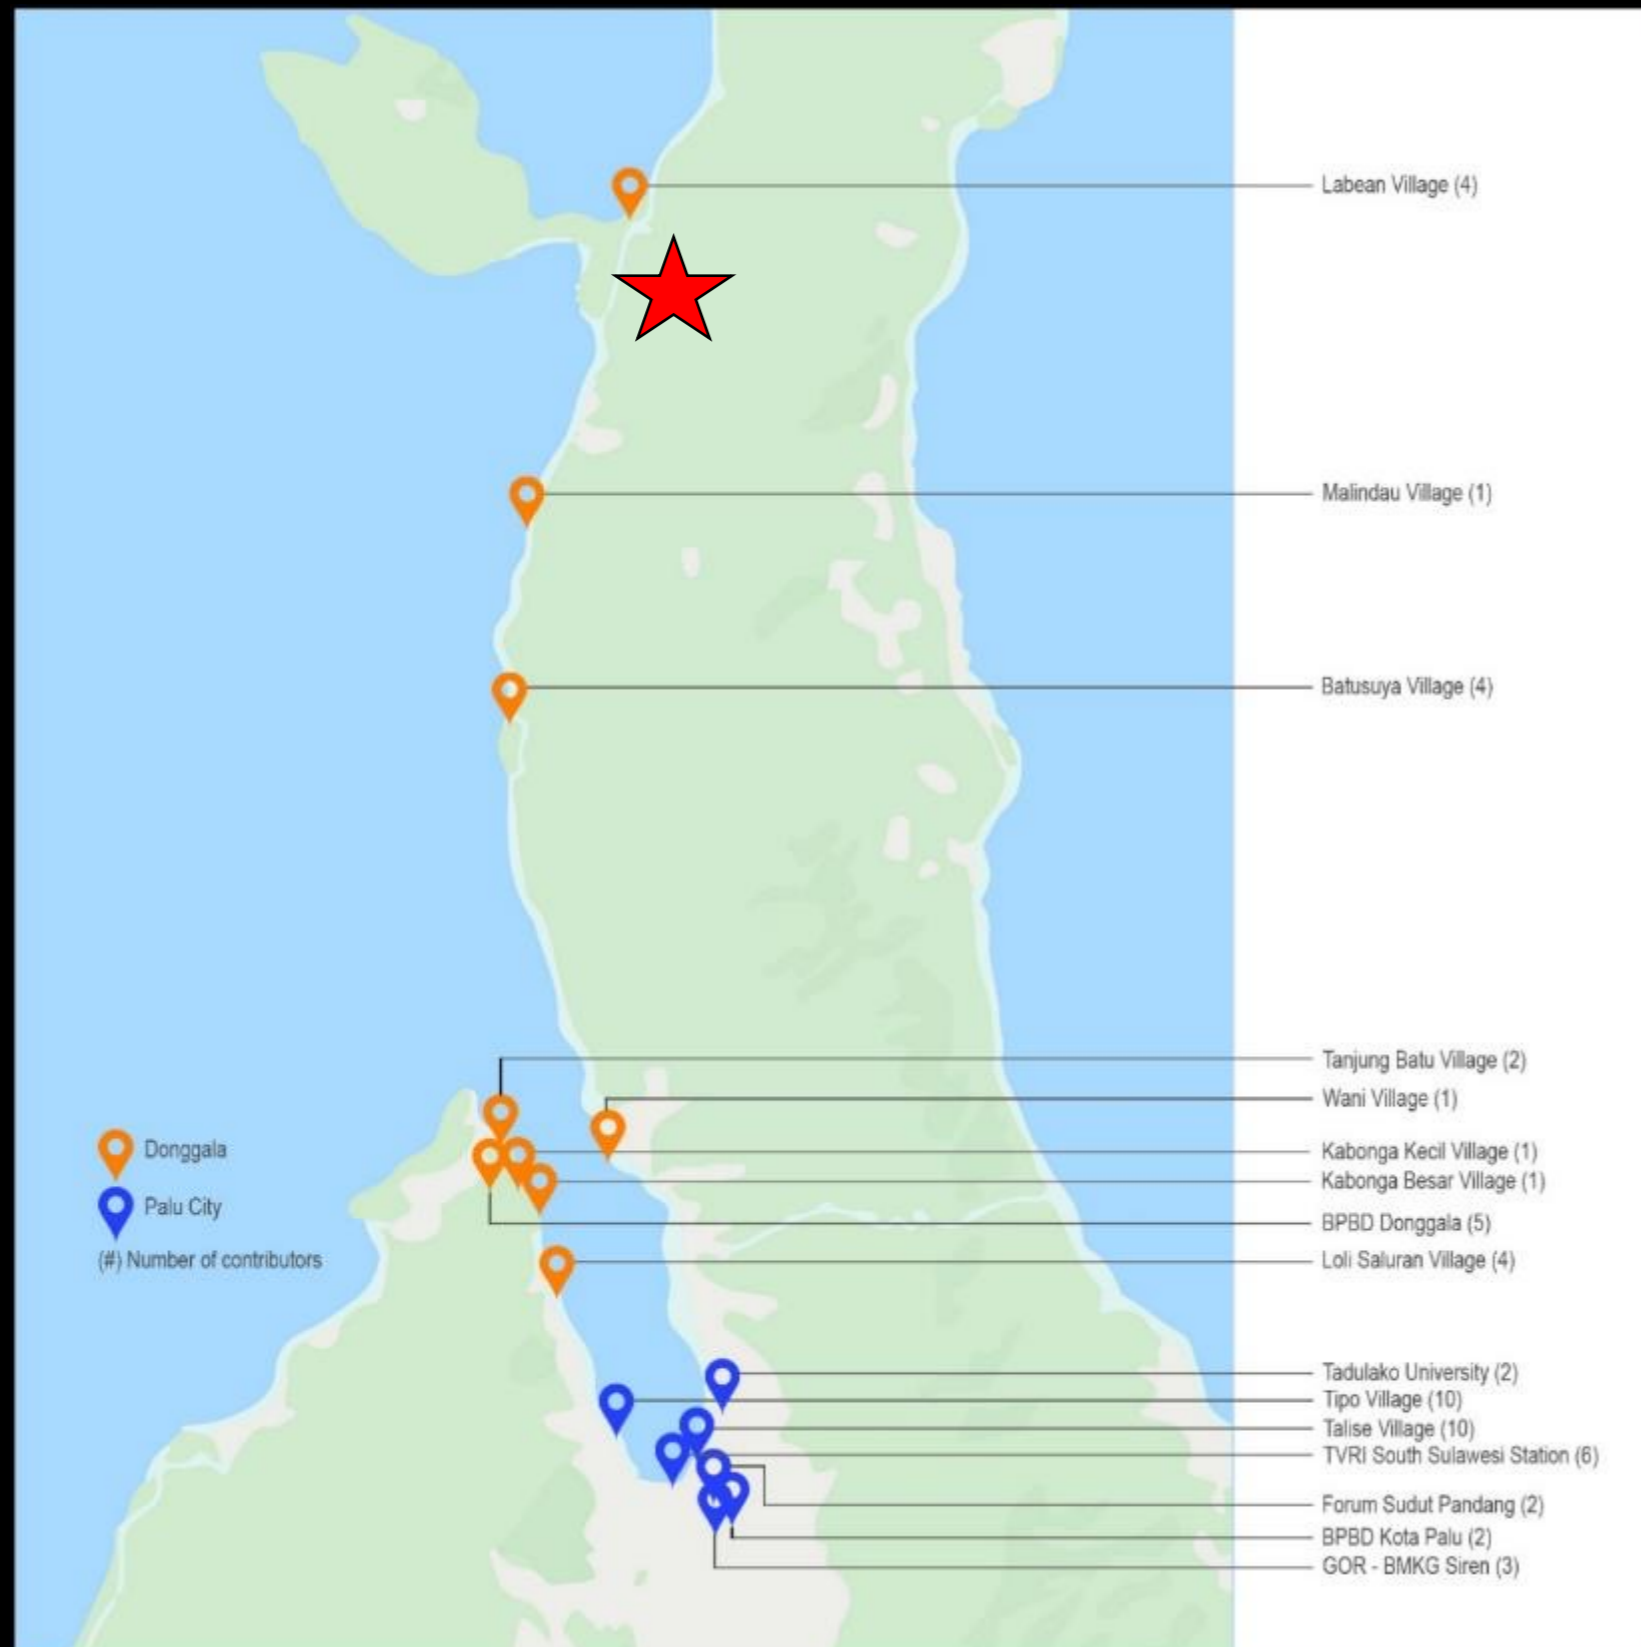 Labean Village (4)
Malindau Village (1)
Batusuya Village (4)
Tanjung Batu Village (2)
Wani Village (1)
Kabonga Kecil Village (1)
Kabonga Besar Village (1)
BPBD Donggala (5)
Loli Saluran Village (4)
Tadulako University (2)
Tipo Village (10)
Talise Village (10)
TVRI South Sulawesi Station (6)
Forum Sudut Pandang (2)
BPBD Kota Palu (2)
GOR - BMKG Siren (3)
Donggala
Palu City
(#) Number of contributors